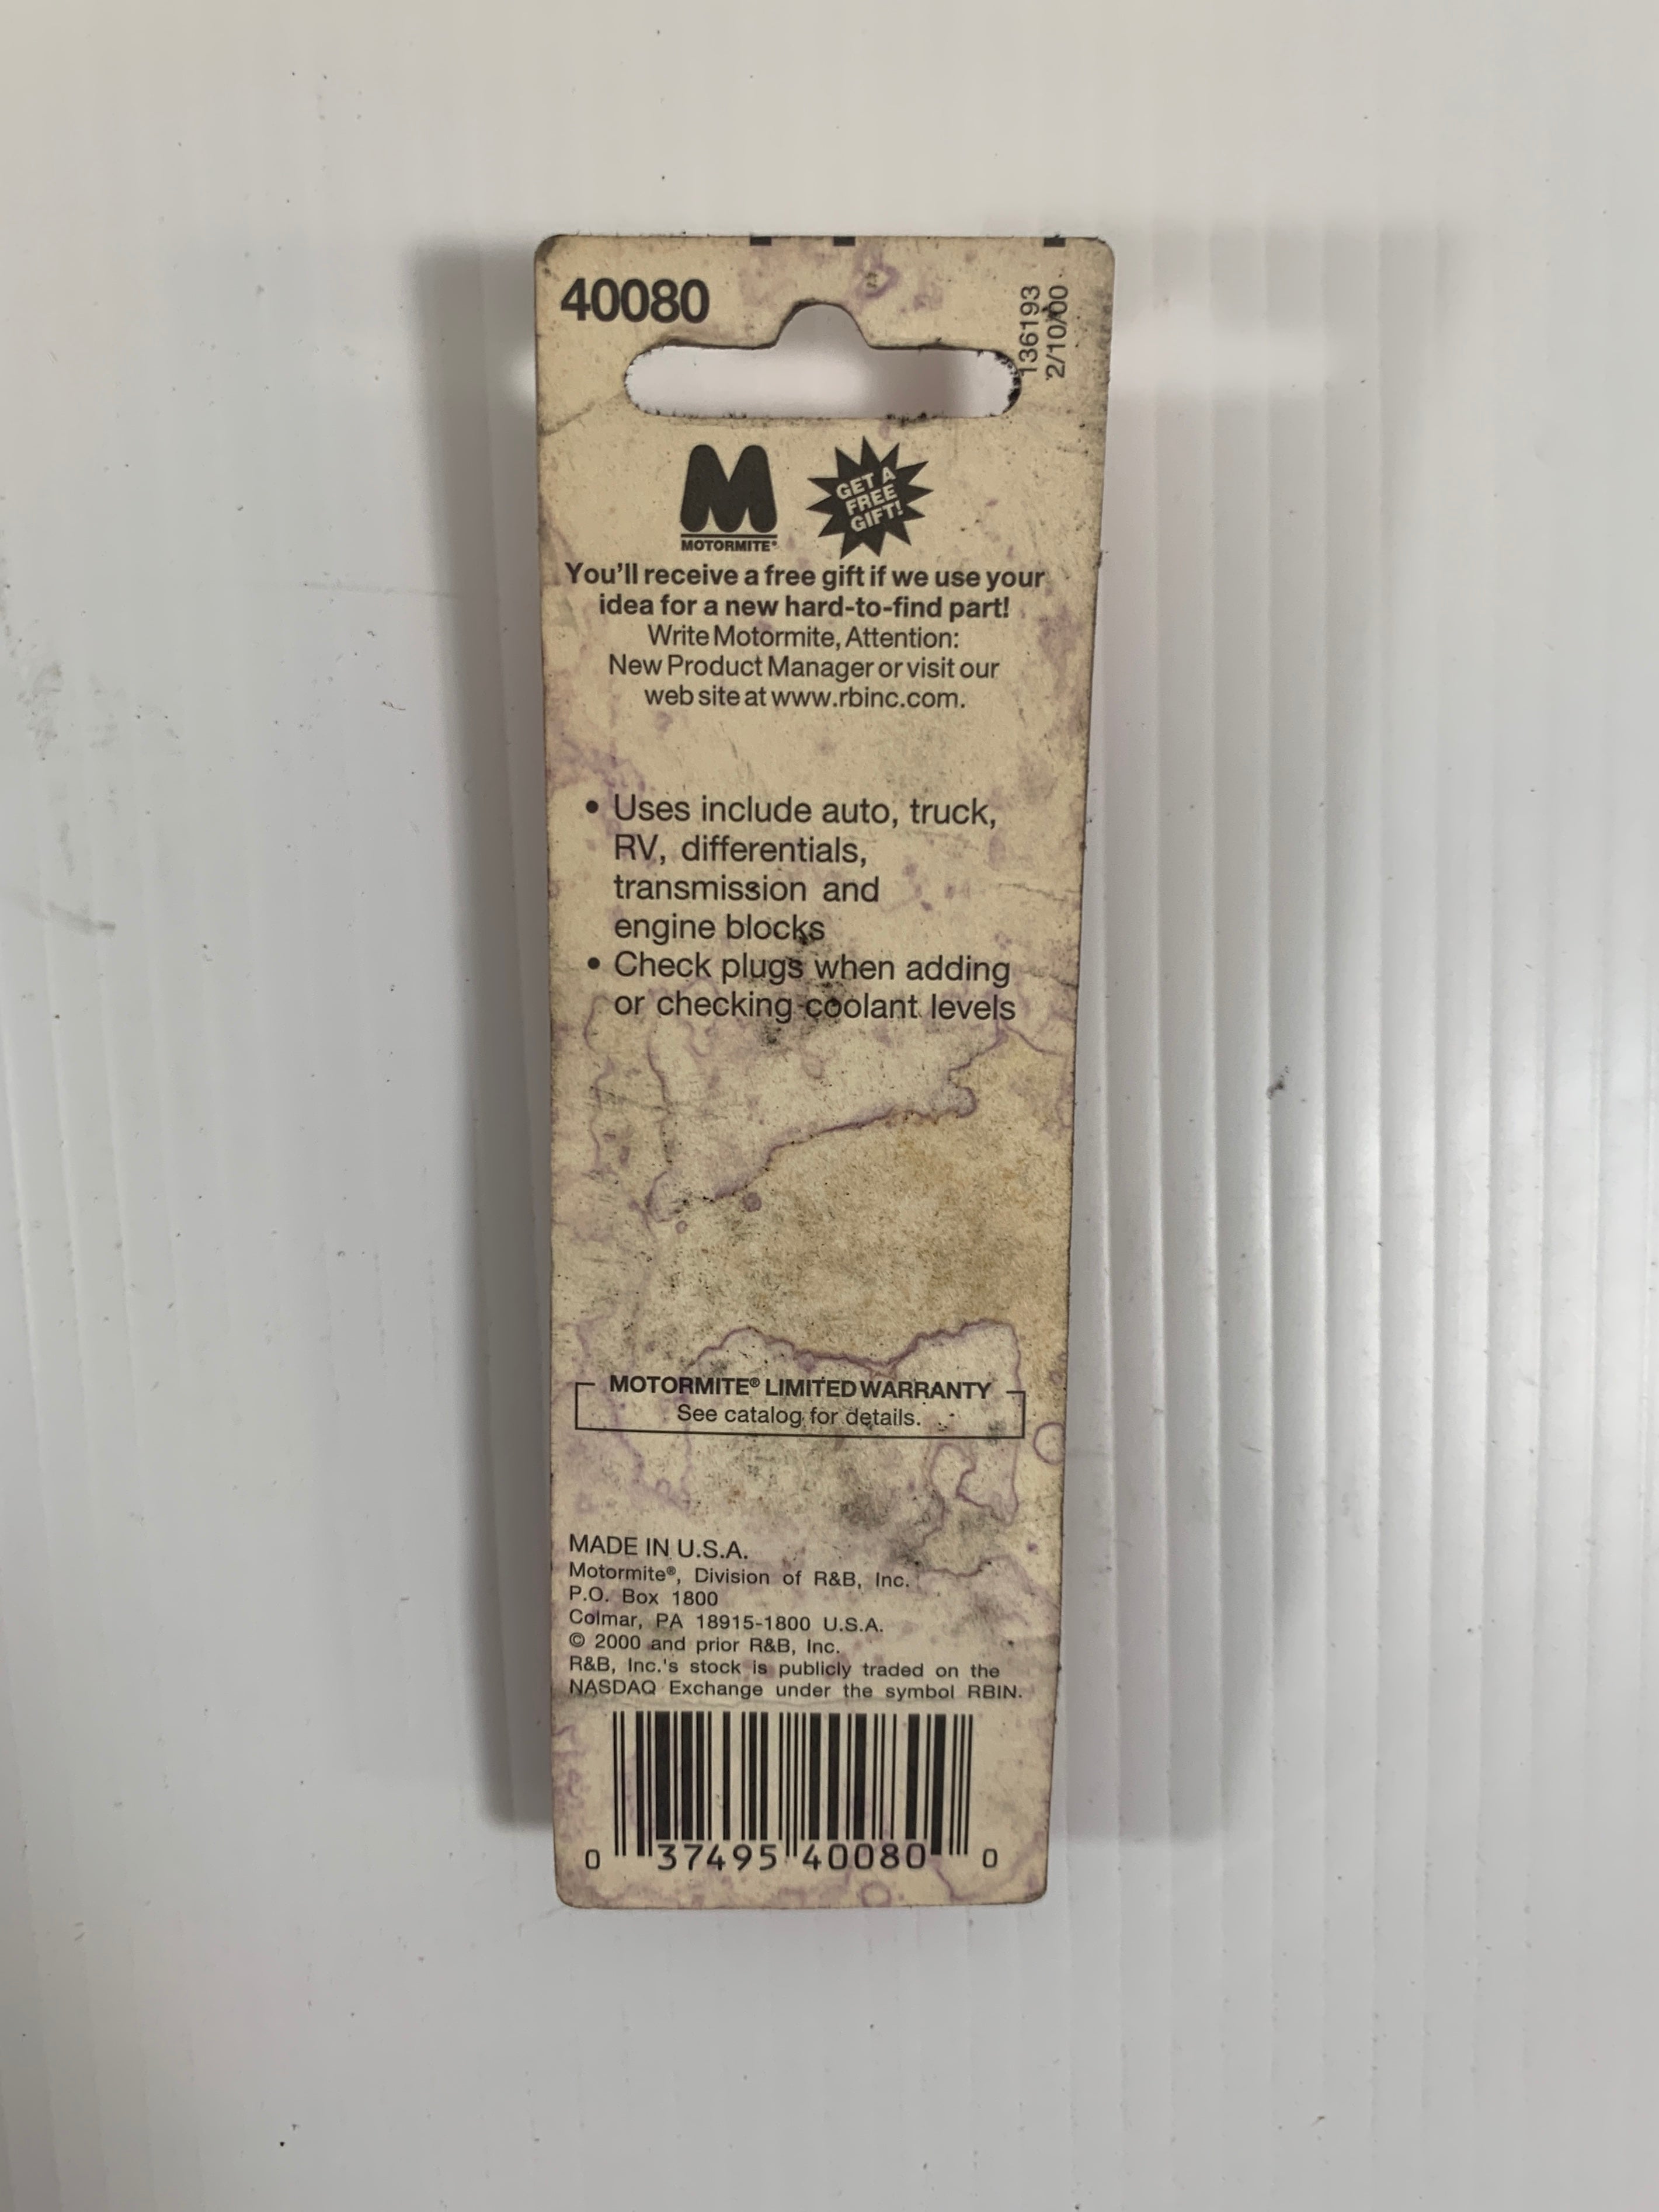 40080
136193
2/10/00
M
MOTORMITE®
GET A
FREE
GIFT!
You'll receive a free gift if we use your
idea for a new hard-to-find part!
Write Motormite, Attention:
New Product Manager or visit our
web site at www.rbinc.com.
• Uses include auto, truck,
RV, differentials,
transmission and
engine blocks
• Check plugs when adding
or checking coolant levels
MOTORMITE® LIMITED WARRANTY
See catalog for details.
MADE IN U.S.A.
Motormite®, Division of R&B, Inc.
P.O. Box 1800
Colmar, PA 18915-1800 U.S.A.
© 2000 and prior R&B, Inc.
R&B, Inc.'s stock is publicly traded on the
NASDAQ Exchange under the symbol RBIN.
0 37495 40080 0